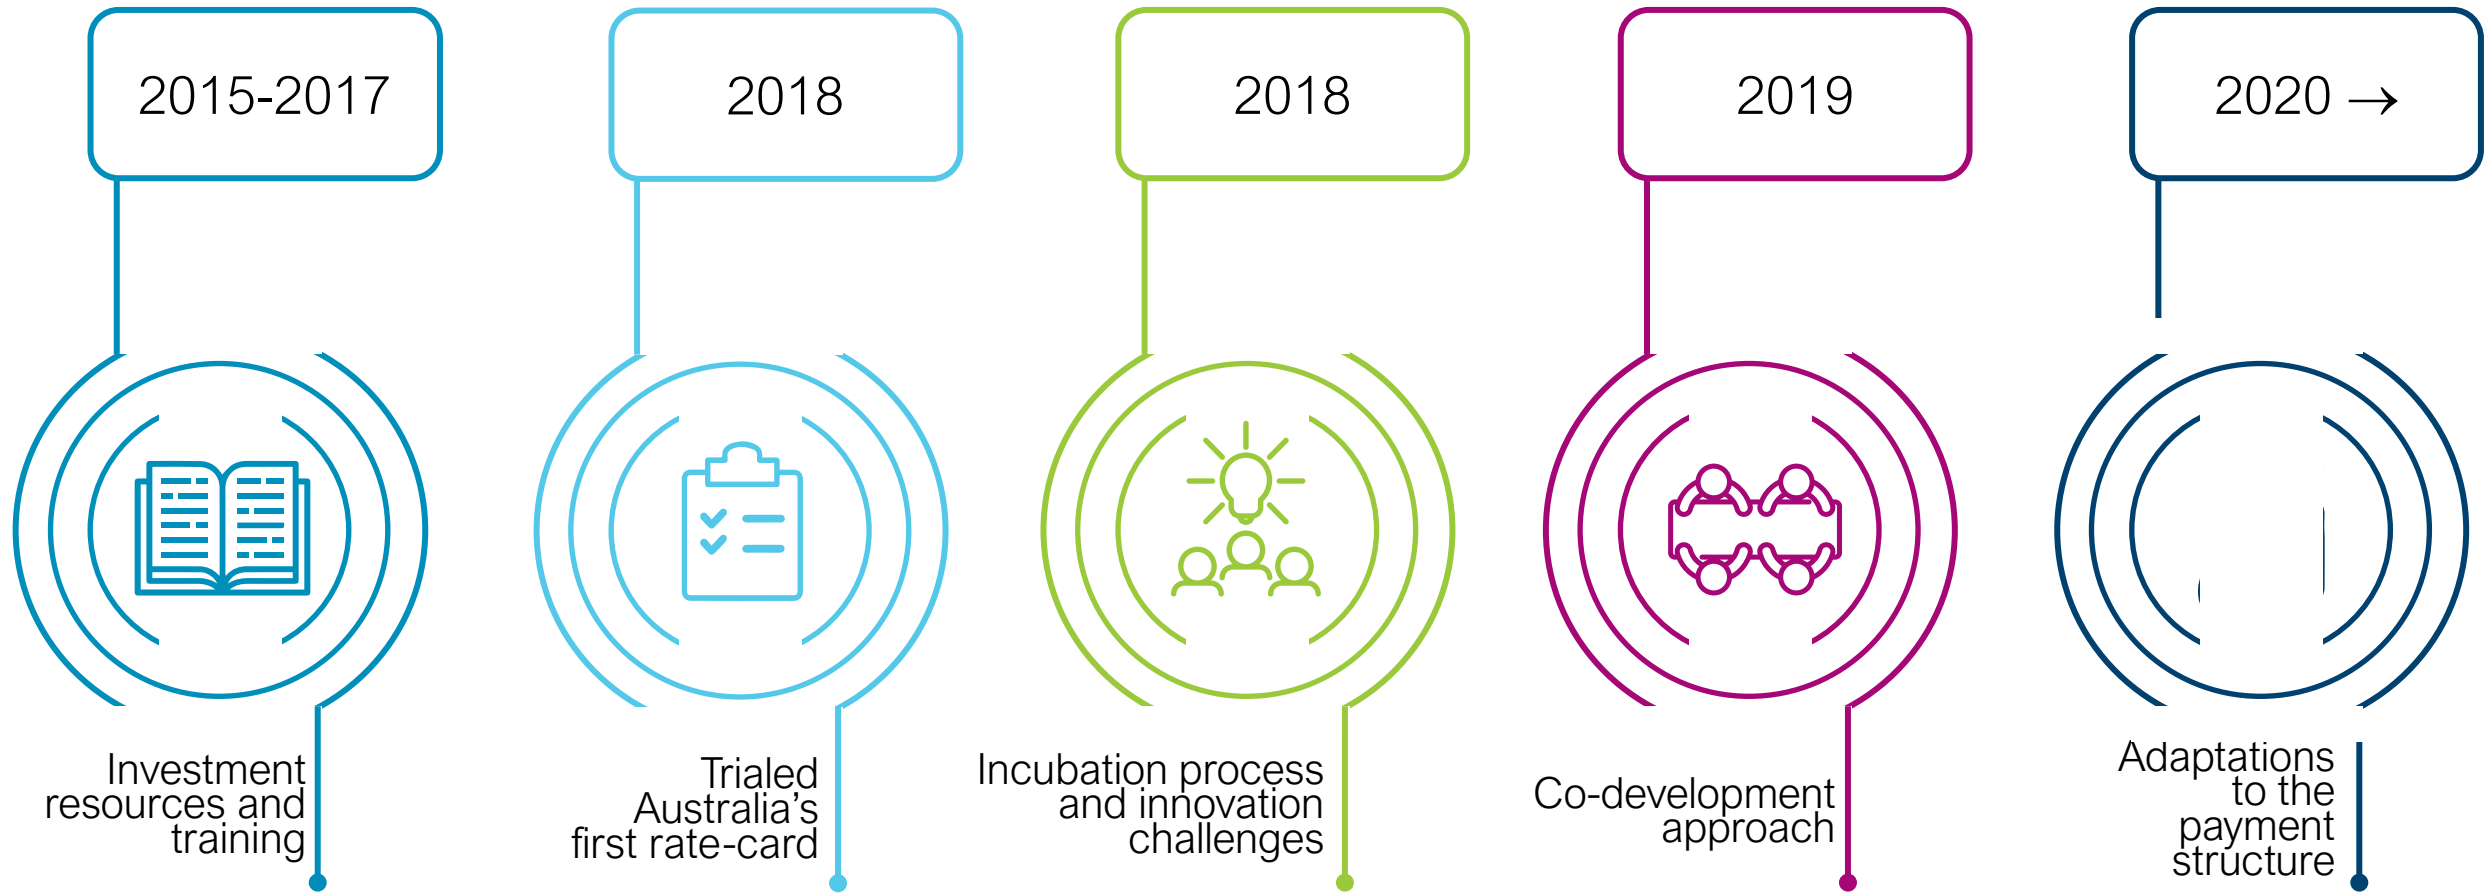 2015-2017
2018
2018
2019
2020 →
Investment
resources and
training
Trialed
Australia’s
first rate-card
Incubation process
and innovation
challenges
Co-development
approach
Adaptations
to the
payment
structure